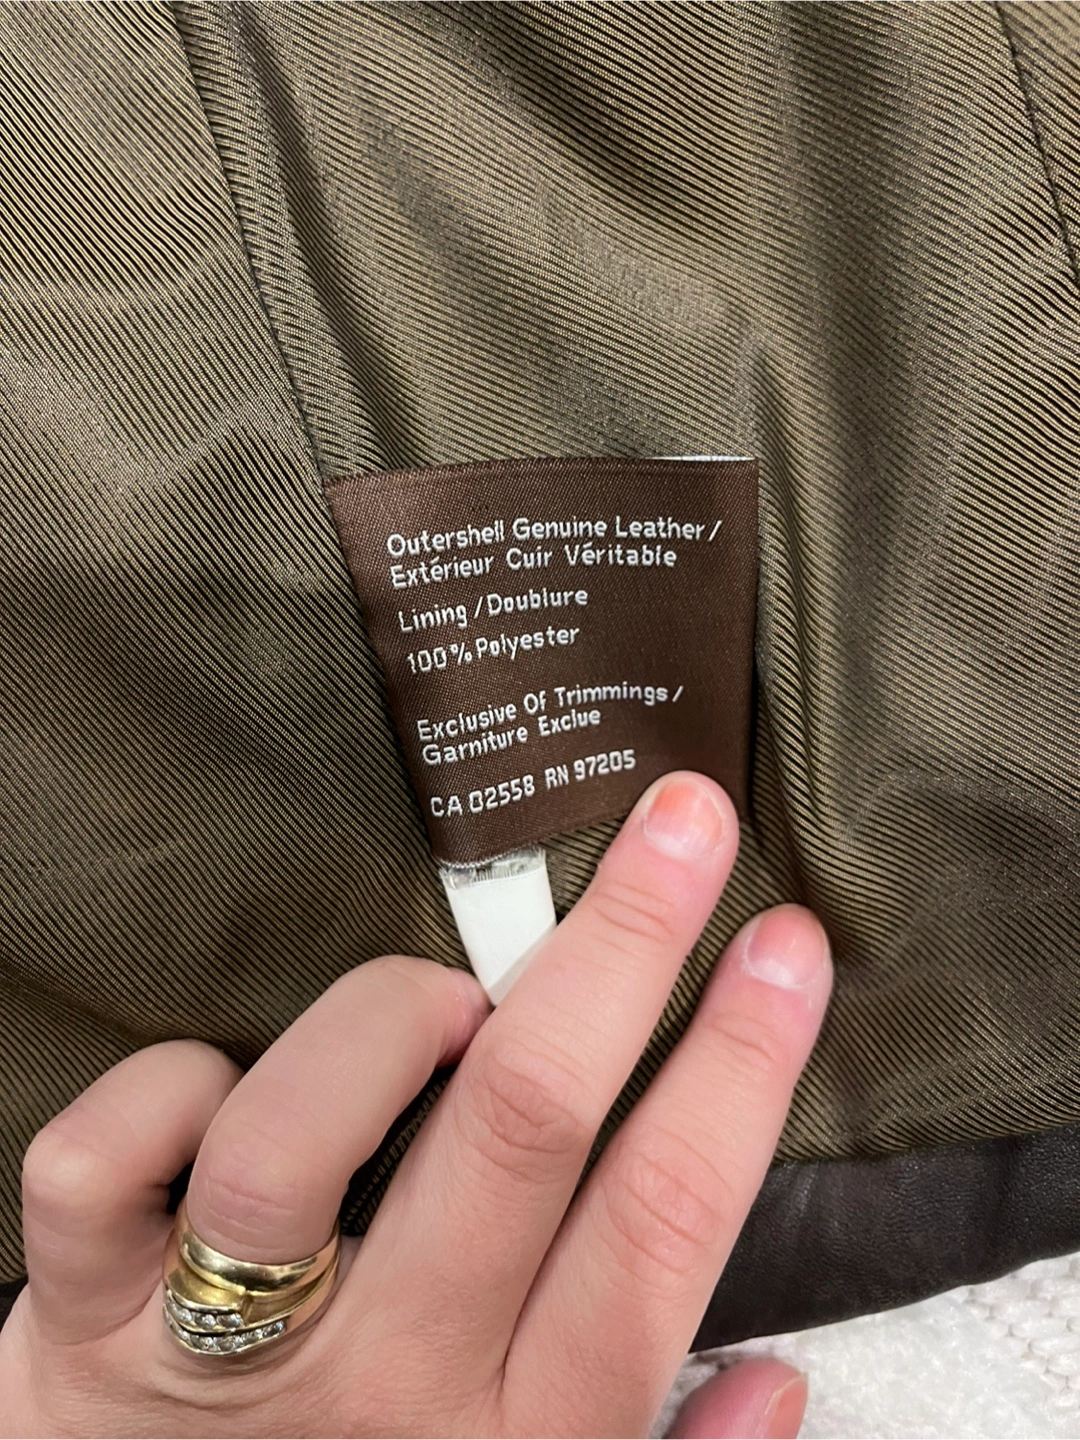 Outershell Genuine Leather /
Extérieur Cuir Véritable
Lining / Doublure
100% Polyester
Exclusive Of Trimmings /
Garniture Exclue
CA 02558 RN 97205